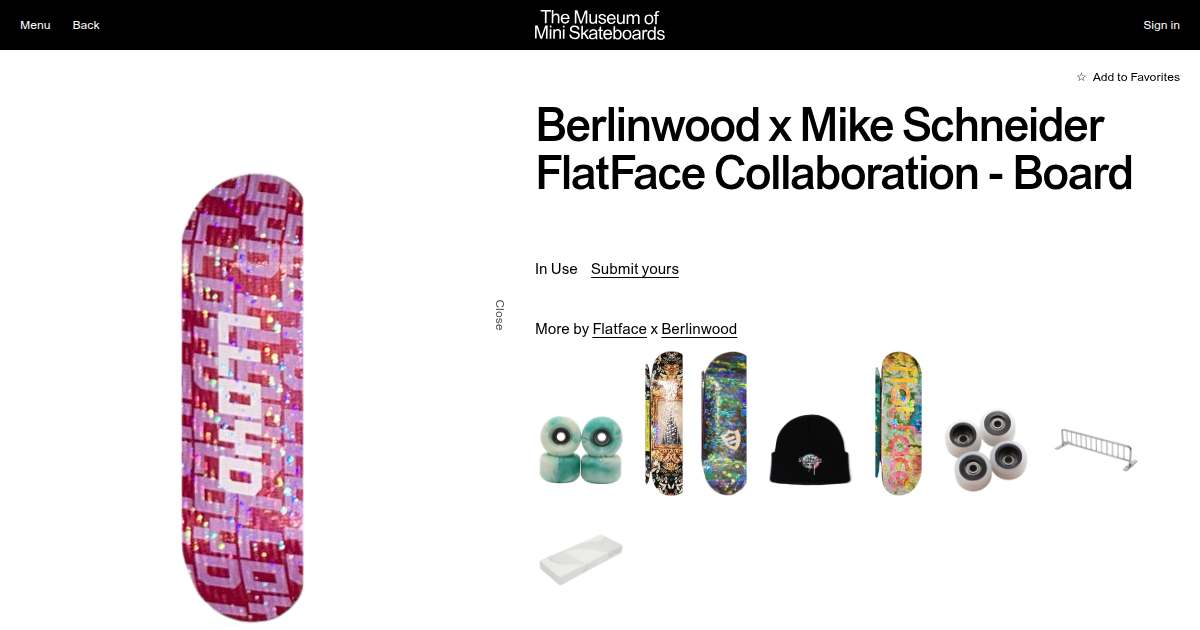 Menu
Back
The Museum of
Mini Skateboards
Sign in
☆ Add to Favorites
Berlinwood x Mike Schneider
FlatFace Collaboration - Board
In Use
Submit yours
Close
More by Flatface x Berlinwood